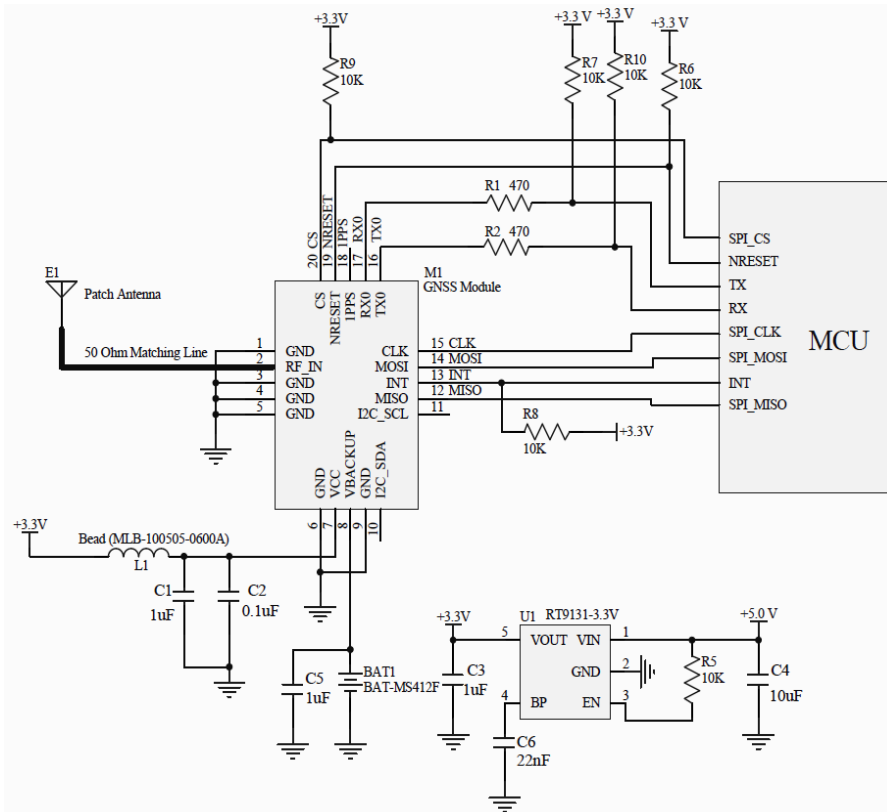 +3.3V
R9
10K
+3.3V
R7
10K
+3.3V
R10
10K
+3.3 V
R6
10K
R1 470
R2 470
20 CS
19 NRESET
18 1PPS
17 RX0
16 TX0
E1
Patch Antenna
50 Ohm Matching Line
M1
GNSS Module
CS
NRESET
1PPS
RX0
TX0
1 GND
2 RF_IN
3 GND
4 GND
5 GND
CLK 15 CLK
MOSI 14 MOSI
INT 13 INT
MISO 12 MISO
I2C_SCL 11
GND
VCC
VBACKUP
GND
I2C_SDA
6
7
8
9
10
R8
10K
+3.3V
SPI_CS
NRESET
TX
RX
SPI_CLK
SPI_MOSI
INT
SPI_MISO
MCU
+3.3V
Bead (MLB-100505-0600A)
L1
C1
1uF
C2
0.1uF
C5
1uF
BAT1
BAT-MS412F
+3.3V
C3
1uF
U1 RT9131-3.3V
5 VOUT VIN 1
GND 2
4 BP EN 3
C6
22nF
R5
10K
+5.0 V
C4
10uF